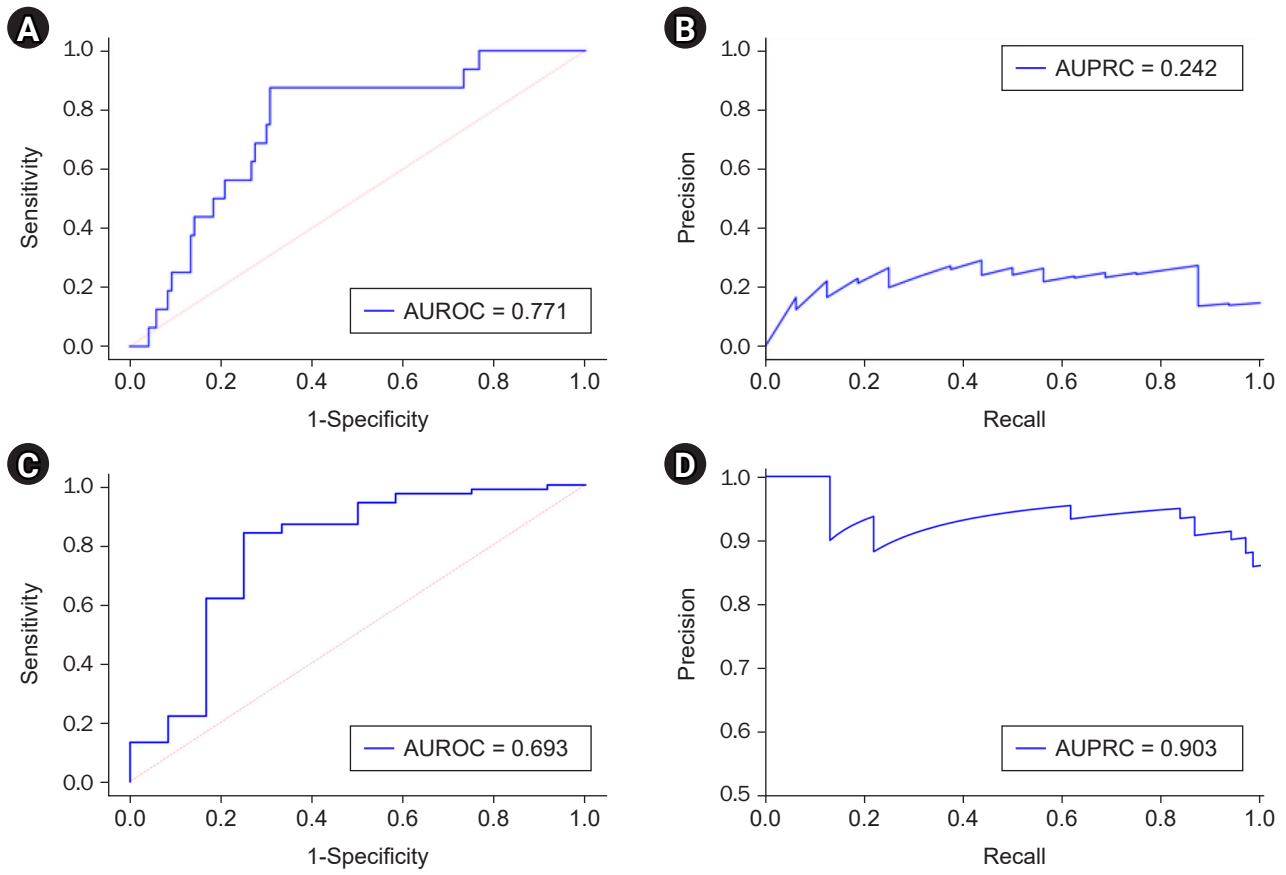 A
1.0
0.8
0.6
0.4
0.2
0.0
Sensitivity
AUROC = 0.771
0.0 0.2 0.4 0.6 0.8 1.0
1-Specificity
B
1.0
0.8
0.6
0.4
0.2
0.0
Precision
AUPRC = 0.242
0.0 0.2 0.4 0.6 0.8 1.0
Recall
C
1.0
0.8
0.6
0.4
0.2
0.0
Sensitivity
AUROC = 0.693
0.0 0.2 0.4 0.6 0.8 1.0
1-Specificity
D
1.0
0.9
0.8
0.7
0.6
0.5
Precision
AUPRC = 0.903
0.0 0.2 0.4 0.6 0.8 1.0
Recall